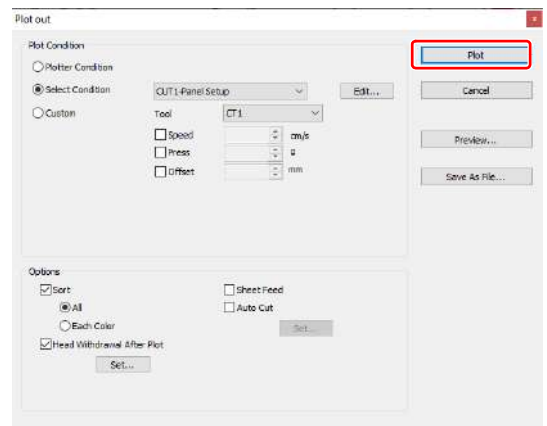 Plot out
Plot Condition
Plotter Condition
Select Condition
CUT1-Panel Setup
Edit...
Custom
Tool
CT1
Speed
cm/s
Press
g
Offset
mm
Plot
Cancel
Preview...
Save As File...
Options
Sort
All
Each Color
Head Withdrawal After Plot
Set...
Sheet Feed
Auto Cut
Set...